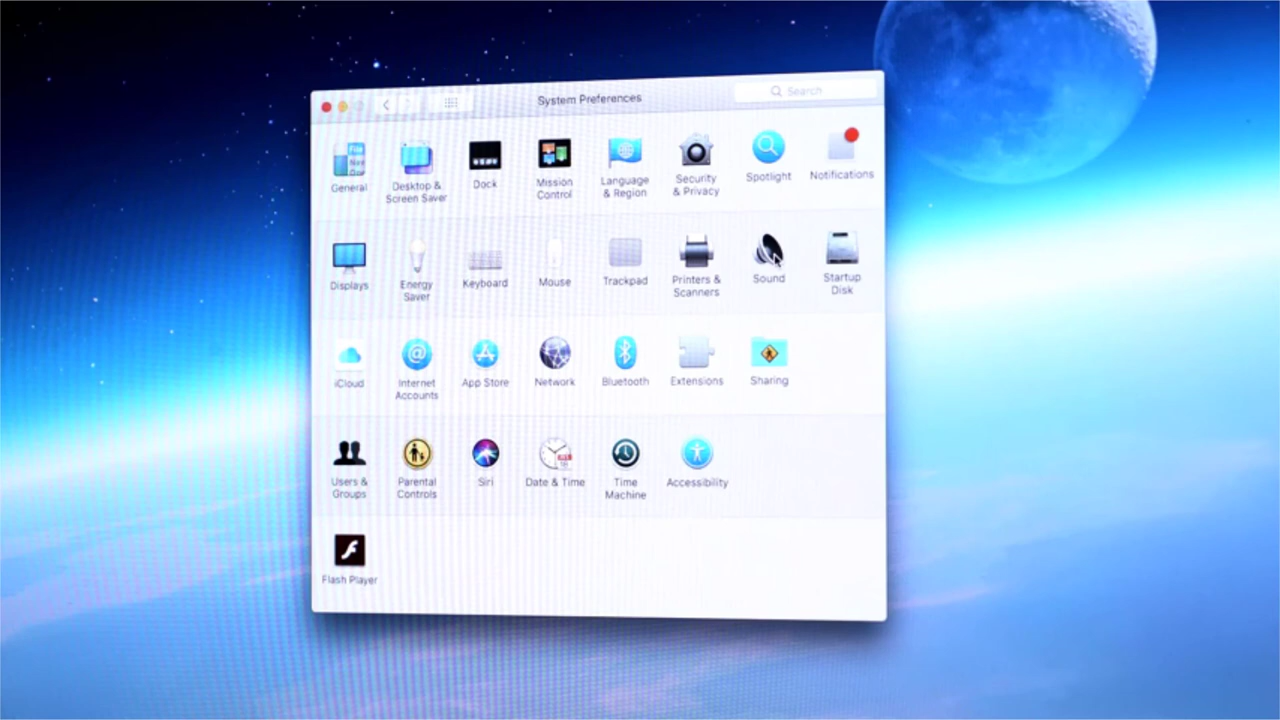 System Preferences
Search
General
Desktop &
Screen Saver
Dock
Mission
Control
Language
& Region
Security
& Privacy
Spotlight
Notifications
Displays
Energy
Saver
Keyboard
Mouse
Trackpad
Printers &
Scanners
Sound
Startup
Disk
iCloud
Internet
Accounts
App Store
Network
Bluetooth
Extensions
Sharing
Users &
Groups
Parental
Controls
Siri
Date & Time
Time
Machine
Accessibility
Flash Player